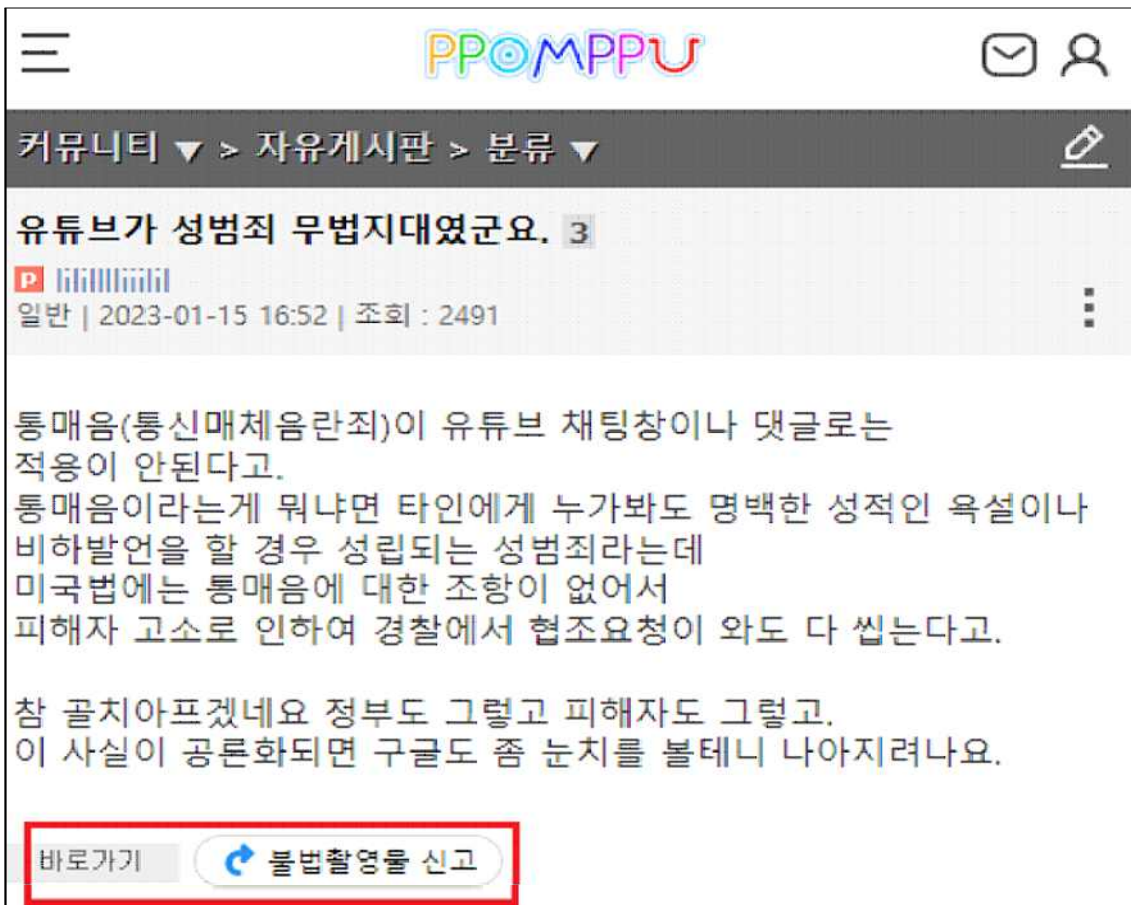 PPOMPPU
커뮤니티 ▼ > 자유게시판 > 분류 ▼
유튜브가 성범죄 무법지대였군요. 3
P
일반 | 2023-01-15 16:52 | 조회 : 2491
통매음(통신매체음란죄)이 유튜브 채팅창이나 댓글로는
적용이 안된다고.
통매음이라는게 뭐냐면 타인에게 누가봐도 명백한 성적인 욕설이나
비하발언을 할 경우 성립되는 성범죄라는데
미국법에는 통매음에 대한 조항이 없어서
피해자 고소로 인하여 경찰에서 협조요청이 와도 다 씹는다고.
참 골치아프겠네요 정부도 그렇고 피해자도 그렇고.
이 사실이 공론화되면 구글도 좀 눈치를 볼테니 나아지려나요.
바로가기 불법촬영물 신고